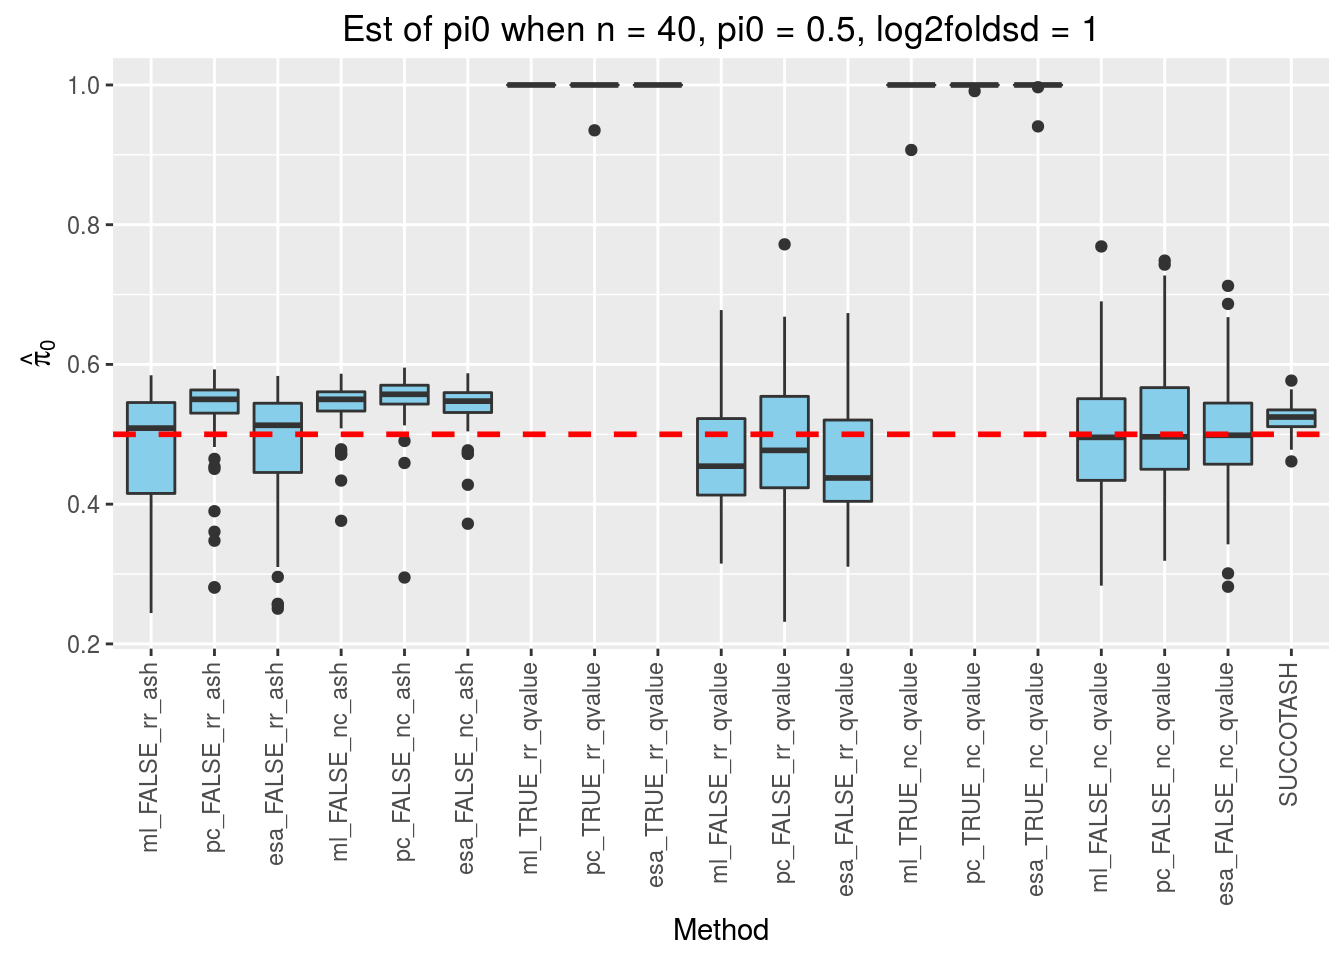 Est of pi0 when n = 40, pi0 = 0.5, log2foldsd = 1
1.0
0.8
0.6
0.4
0.2
π̂₀
ml_FALSE_rr_ash
pc_FALSE_rr_ash
esa_FALSE_rr_ash
ml_FALSE_nc_ash
pc_FALSE_nc_ash
esa_FALSE_nc_ash
ml_TRUE_rr_qvalue
pc_TRUE_rr_qvalue
esa_TRUE_rr_qvalue
ml_FALSE_rr_qvalue
pc_FALSE_rr_qvalue
esa_FALSE_rr_qvalue
ml_TRUE_nc_qvalue
pc_TRUE_nc_qvalue
esa_TRUE_nc_qvalue
ml_FALSE_nc_qvalue
pc_FALSE_nc_qvalue
esa_FALSE_nc_qvalue
SUCCOTASH
Method